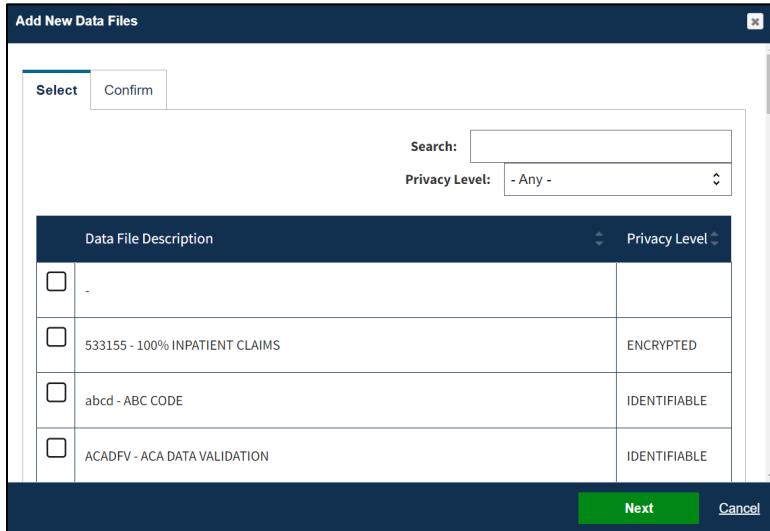 Add New Data Files
Select
Confirm
Search:
Privacy Level: - Any -
Data File Description Privacy Level
-
533155 - 100% INPATIENT CLAIMS ENCRYPTED
abcd - ABC CODE IDENTIFIABLE
ACADFV - ACA DATA VALIDATION IDENTIFIABLE
Next Cancel